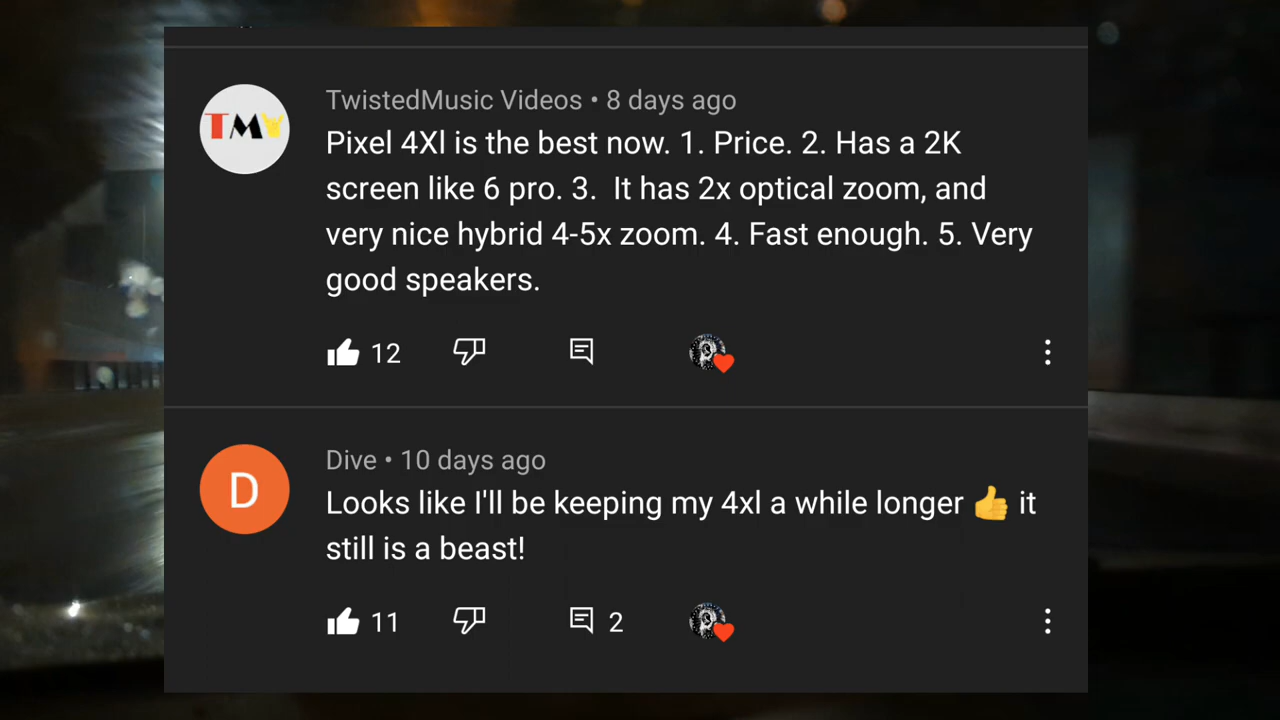 TMV
TwistedMusic Videos • 8 days ago
Pixel 4Xl is the best now. 1. Price. 2. Has a 2K
screen like 6 pro. 3.  It has 2x optical zoom, and
very nice hybrid 4-5x zoom. 4. Fast enough. 5. Very
good speakers.
12
D
Dive • 10 days ago
Looks like I'll be keeping my 4xl a while longer 👍 it
still is a beast!
11
2